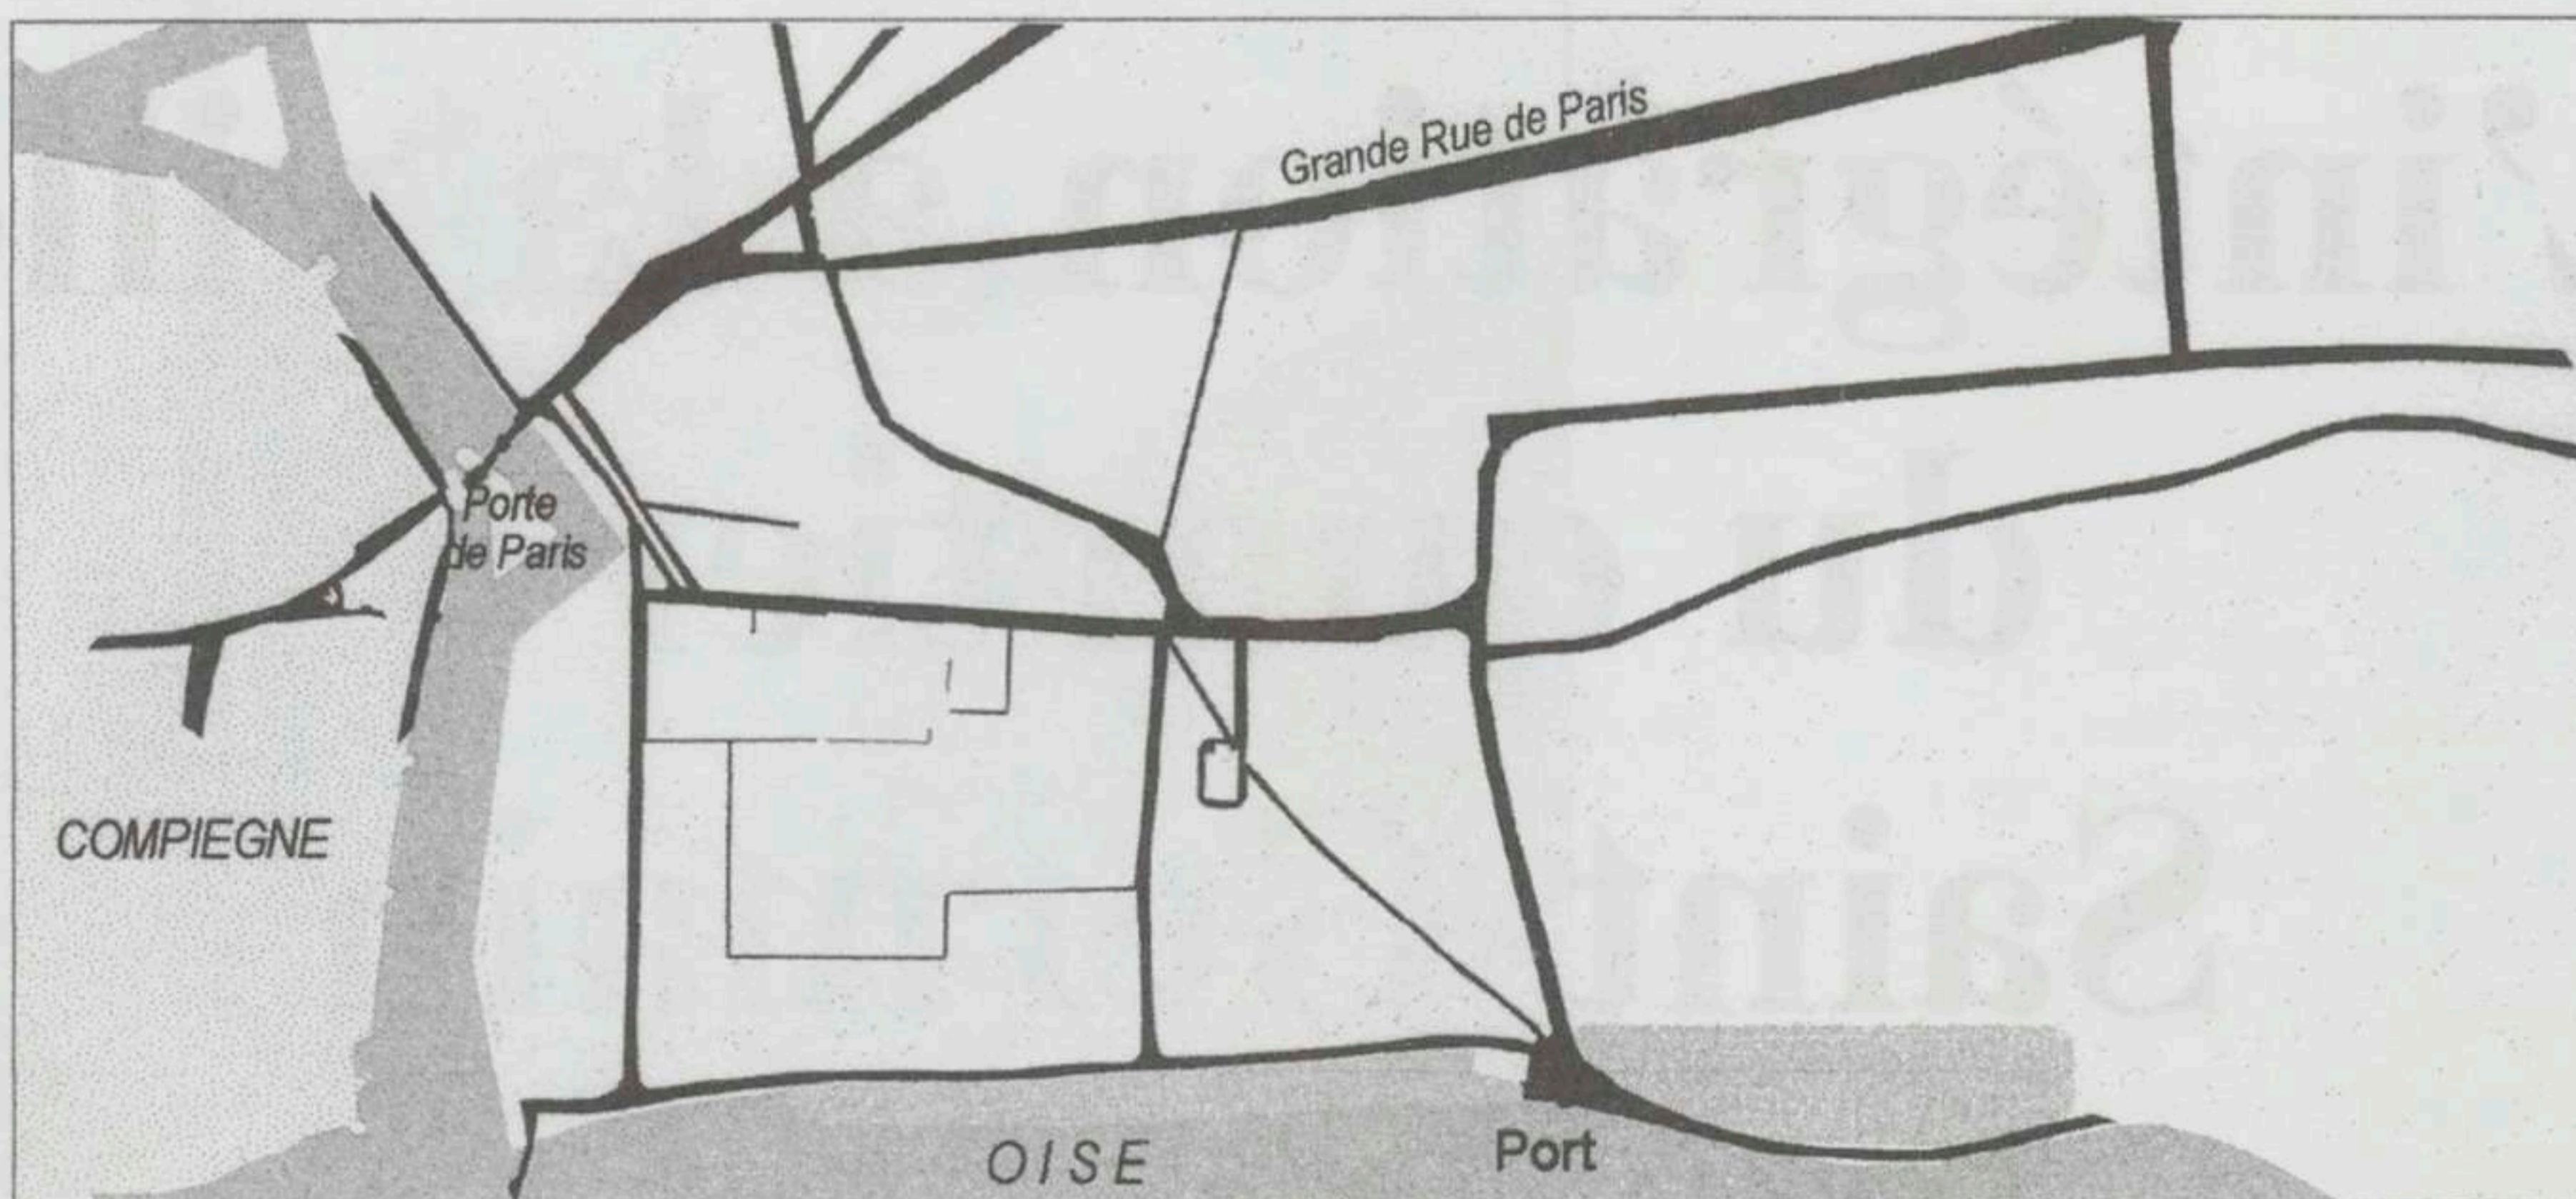 Grande Rue de Paris
Porte
de Paris
COMPIEGNE
OISE
Port